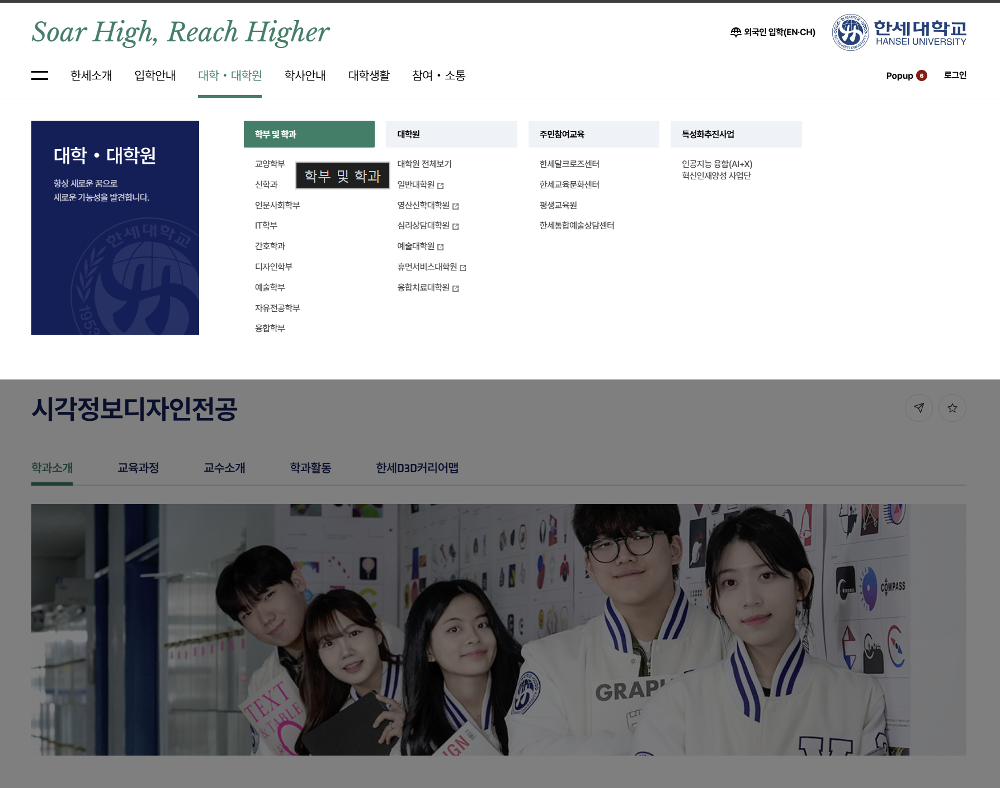 Soar High, Reach Higher
외국인 입학(EN·CH)
한세대학교
HANSEI UNIVERSITY
한세소개
입학안내
대학・대학원
학사안내
대학생활
참여・소통
Popup 6
로그인
대학・대학원
항상 새로운 꿈으로
새로운 가능성을 발견합니다.
한세대학교
1953
학부 및 학과
교양학부
신학과
인문사회학부
IT학부
간호학과
디자인학부
예술학부
자유전공학부
융합학부
학부 및 학과
대학원
대학원 전체보기
일반대학원
영산신학대학원
심리상담대학원
예술대학원
휴먼서비스대학원
융합치료대학원
주민참여교육
한세달크로즈센터
한세교육문화센터
평생교육원
한세통합예술상담센터
특성화추진사업
인공지능 융합(AI+X)
혁신인재양성 사업단
시각정보디자인전공
학과소개
교육과정
교수소개
학과활동
한세D3D커리어맵
COMPASS
TEXT
& TABLE
GRAPH